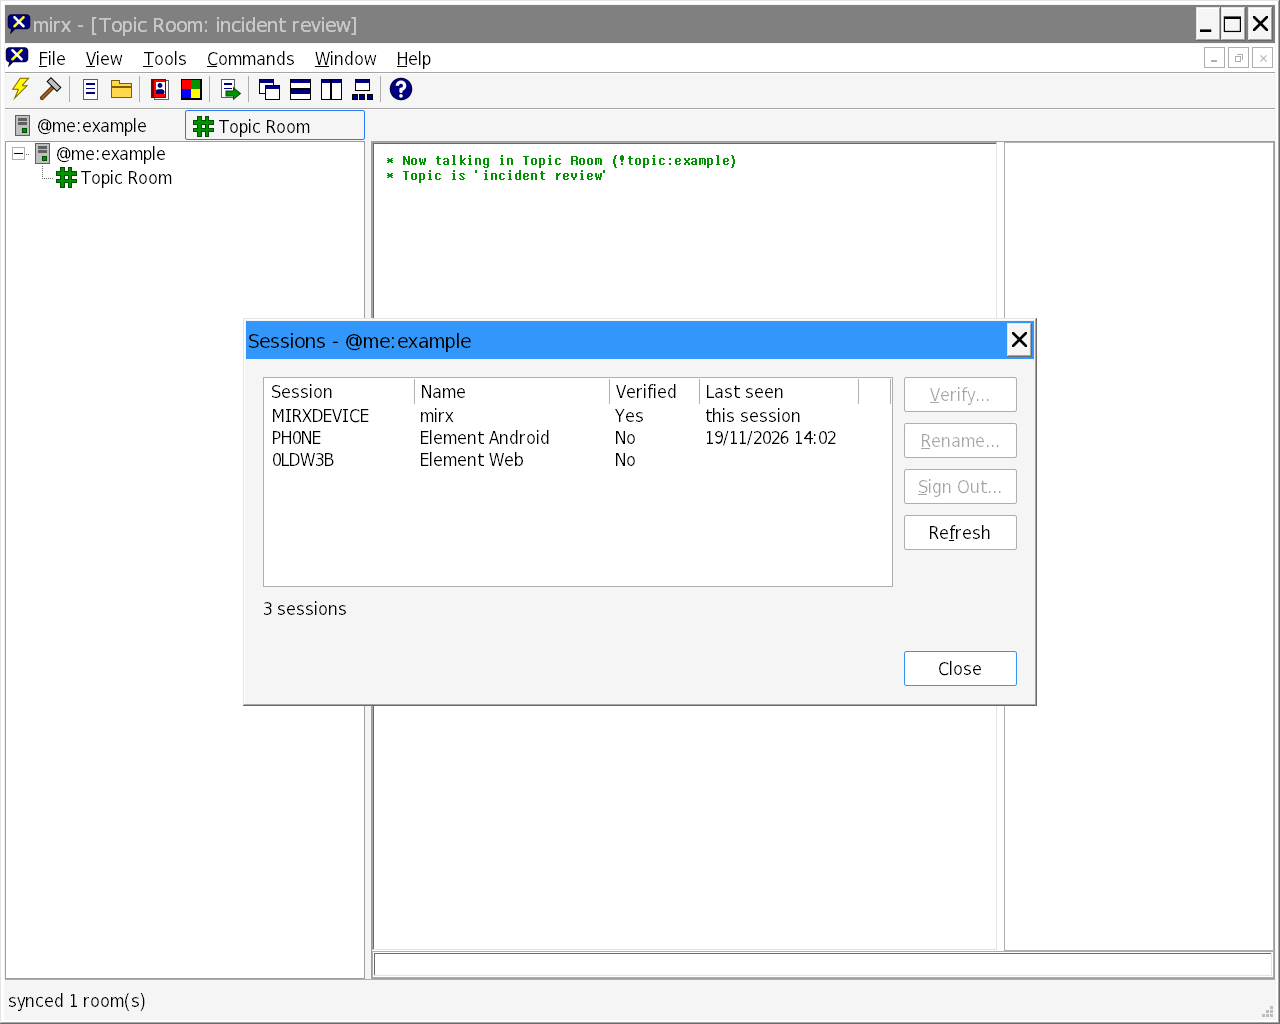 mirx - [Topic Room: incident review]
File View Tools Commands Window Help
@me:example Topic Room
@me:example
Topic Room
* Now talking in Topic Room (!topic:example)
* Topic is 'incident review'
Sessions - @me:example
Session Name Verified Last seen
MIRXDEVICE mirx Yes this session
PH0NE Element Android No 19/11/2026 14:02
0LDW3B Element Web No
Verify...
Rename...
Sign Out...
Refresh
3 sessions
Close
synced 1 room(s)